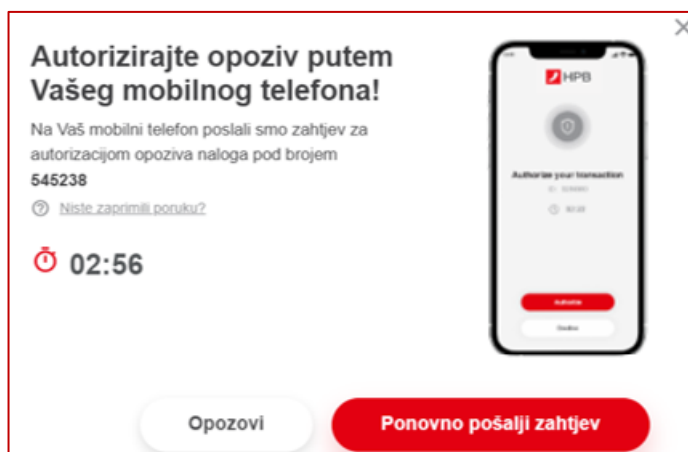 Autorizirajte opoziv putem
Vašeg mobilnog telefona!
Na Vaš mobilni telefon poslali smo zahtjev za
autorizacijom opoziva naloga pod brojem
545238
Niste zaprimili poruku?
02:56
HPB
Authorize your transaction
Authorize
Opozovi
Ponovno pošalji zahtjev